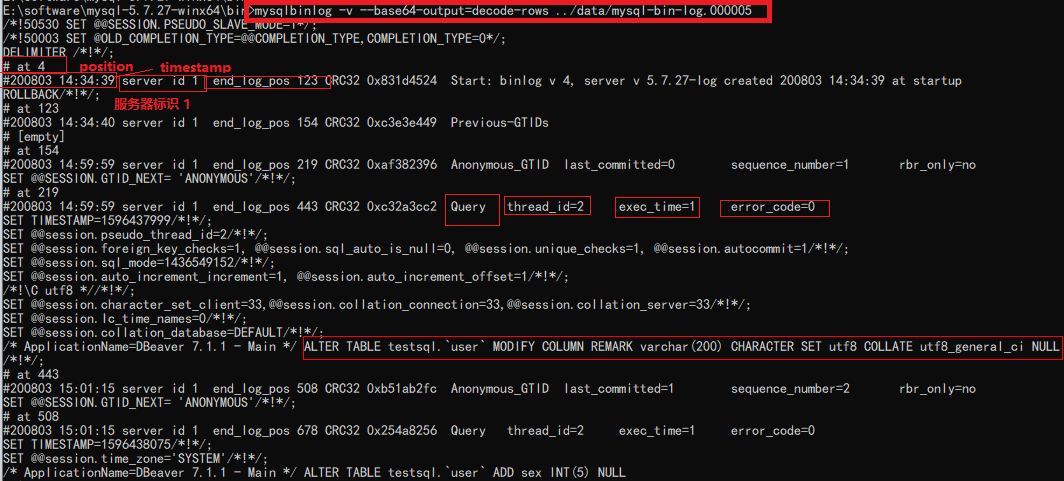 E:\software\mysql-5.7.27-winx64\bin>mysqlbinlog -v --base64-output=decode-rows ../data/mysql-bin-log.000005
/*!50530 SET @@SESSION.PSEUDO_SLAVE_MODE=1*/;
/*!50003 SET @OLD_COMPLETION_TYPE=@@COMPLETION_TYPE,COMPLETION_TYPE=0*/;
DELIMITER /*!*/;
# at 4 position timestamp
#200803 14:34:39 server id 1  end_log_pos 123 CRC32 0x831d4524  Start: binlog v 4, server v 5.7.27-log created 200803 14:34:39 at startup
ROLLBACK/*!*/;
服务器标识 1
# at 123
#200803 14:34:40 server id 1  end_log_pos 154 CRC32 0xc3e3e449  Previous-GTIDs
# [empty]
# at 154
#200803 14:59:59 server id 1  end_log_pos 219 CRC32 0xaf382396  Anonymous_GTID  last_committed=0        sequence_number=1       rbr_only=no
SET @@SESSION.GTID_NEXT= 'ANONYMOUS'/*!*/;
# at 219
#200803 14:59:59 server id 1  end_log_pos 443 CRC32 0xc32a3cc2  Query   thread_id=2     exec_time=1     error_code=0
SET TIMESTAMP=1596437999/*!*/;
SET @@session.pseudo_thread_id=2/*!*/;
SET @@session.foreign_key_checks=1, @@session.sql_auto_is_null=0, @@session.unique_checks=1, @@session.autocommit=1/*!*/;
SET @@session.sql_mode=1436549152/*!*/;
SET @@session.auto_increment_increment=1, @@session.auto_increment_offset=1/*!*/;
/*!\C utf8 *//*!*/;
SET @@session.character_set_client=33,@@session.collation_connection=33,@@session.collation_server=33/*!*/;
SET @@session.lc_time_names=0/*!*/;
SET @@session.collation_database=DEFAULT/*!*/;
/* ApplicationName=DBeaver 7.1.1 - Main */ ALTER TABLE testsql.`user` MODIFY COLUMN REMARK varchar(200) CHARACTER SET utf8 COLLATE utf8_general_ci NULL
/*!*/;
# at 443
#200803 15:01:15 server id 1  end_log_pos 508 CRC32 0xb51ab2fc  Anonymous_GTID  last_committed=1        sequence_number=2       rbr_only=no
SET @@SESSION.GTID_NEXT= 'ANONYMOUS'/*!*/;
# at 508
#200803 15:01:15 server id 1  end_log_pos 678 CRC32 0x254a8256  Query   thread_id=2     exec_time=1     error_code=0
SET TIMESTAMP=1596438075/*!*/;
SET @@session.time_zone='SYSTEM'/*!*/;
/* ApplicationName=DBeaver 7.1.1 - Main */ ALTER TABLE testsql.`user` ADD sex INT(5) NULL